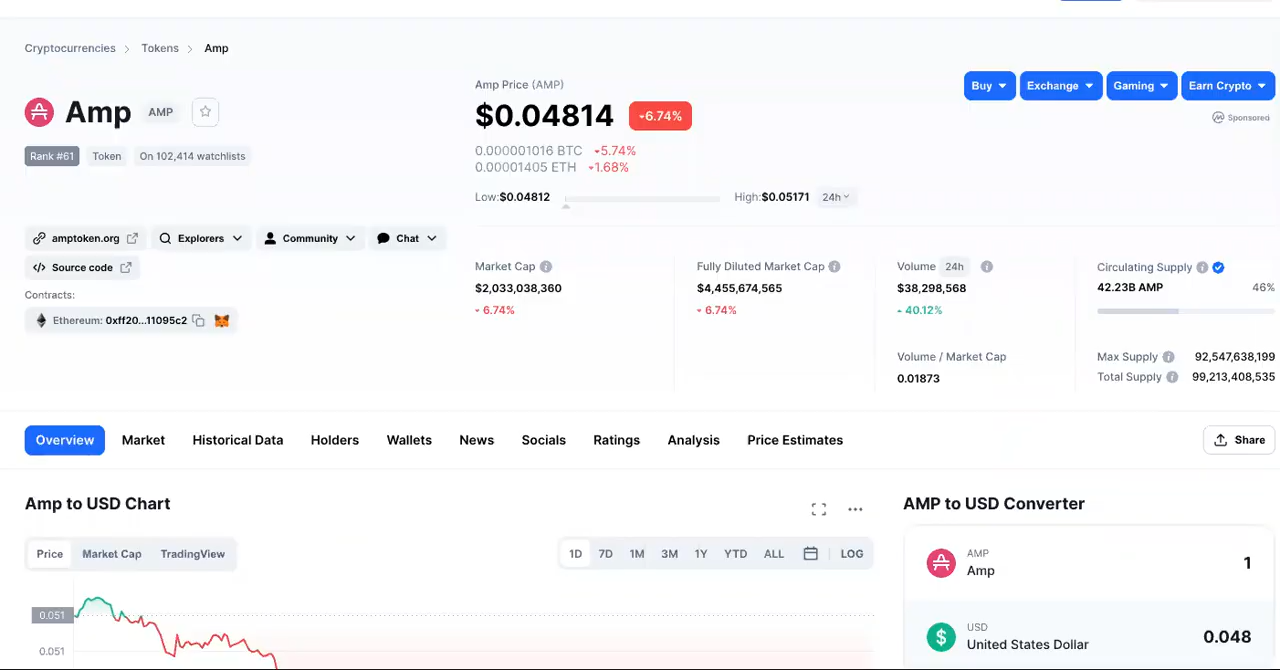 Cryptocurrencies > Tokens > Amp
Amp AMP
Rank #61 Token On 102,414 watchlists
amptoken.org Explorers Community Chat
Source code
Contracts:
Ethereum: 0xff20...11095c2
Amp Price (AMP)
$0.04814 6.74%
0.000001016 BTC 5.74%
0.00001405 ETH 1.68%
Low:$0.04812 High:$0.05171 24h
Buy Exchange Gaming Earn Crypto
Sponsored
Market Cap
$2,033,038,360
6.74%
Fully Diluted Market Cap
$4,455,674,565
6.74%
Volume 24h
$38,298,568
40.12%
Volume / Market Cap
0.01873
Circulating Supply
42.23B AMP 46%
Max Supply 92,547,638,199
Total Supply 99,213,408,535
Overview Market Historical Data Holders Wallets News Socials Ratings Analysis Price Estimates Share
Amp to USD Chart
Price Market Cap TradingView 1D 7D 1M 3M 1Y YTD ALL LOG
0.051
0.051
AMP to USD Converter
AMP
Amp 1
USD
United States Dollar 0.048